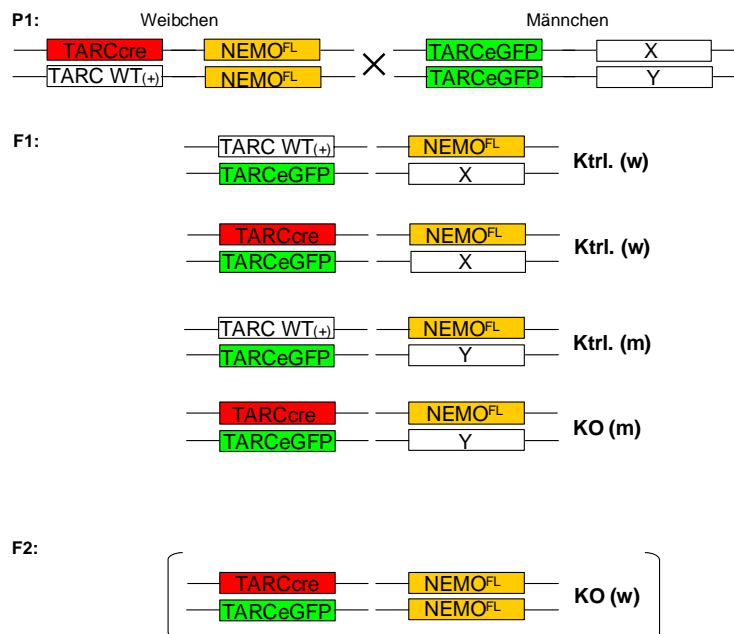 P1: Weibchen Männchen
TARCcre NEMOFL TARCeGFP X
TARC WT(+) NEMOFL × TARCeGFP Y
F1:
TARC WT(+) NEMOFL
TARCeGFP X
Ktrl. (w)
TARCcre NEMOFL
TARCeGFP X
Ktrl. (w)
TARC WT(+) NEMOFL
TARCeGFP Y
Ktrl. (m)
TARCcre NEMOFL
TARCeGFP Y
KO (m)
F2:
TARCcre NEMOFL
TARCeGFP NEMOFL
KO (w)